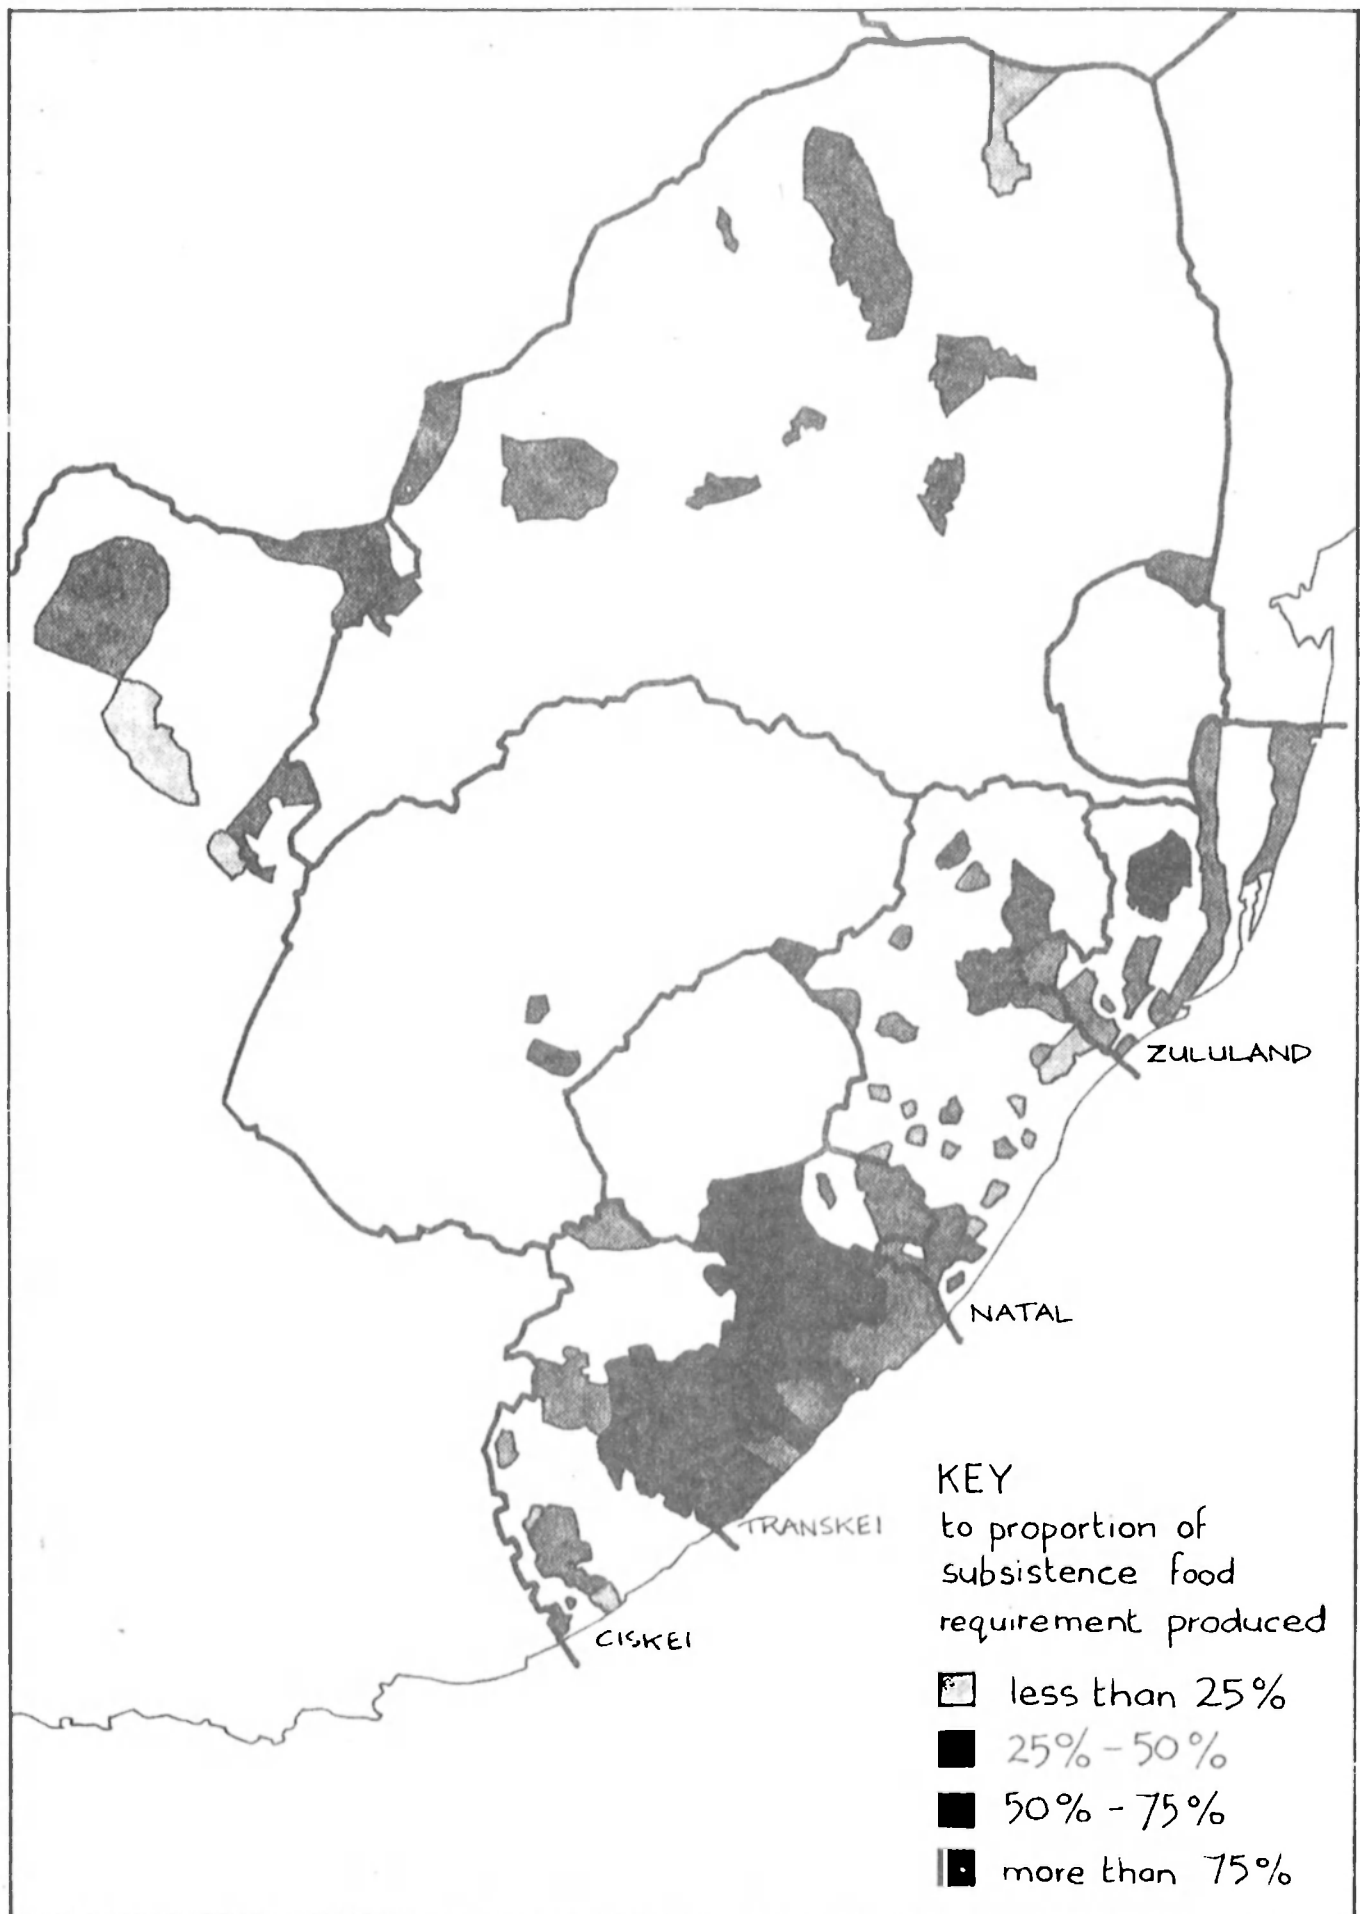 ZULULAND
NATAL
TRANSKEI
CISKEI
KEY
to proportion of
subsistence food
requirement produced
less than 25%
25% - 50%
50% - 75%
more than 75%